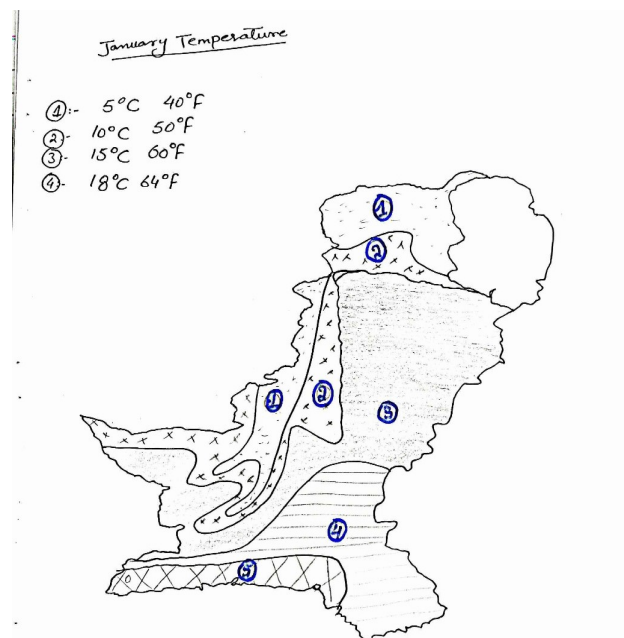 January Temperature
①:- 5°C 40°F
②- 10°C 50°F
③- 15°C 60°F
④- 18°C 64°F
①
②
①
②
③
④
⑤